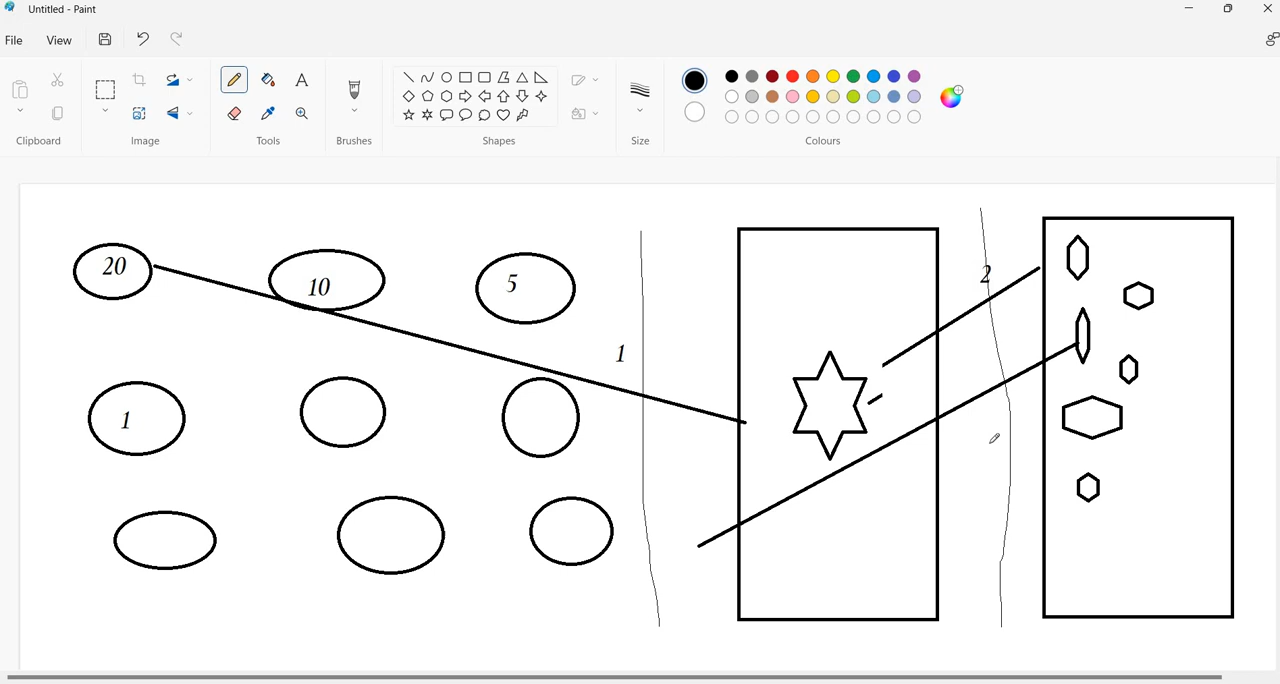 Untitled - Paint
File View
Clipboard Image Tools Brushes Shapes Size Colours
A
20 10 5
2
1
1